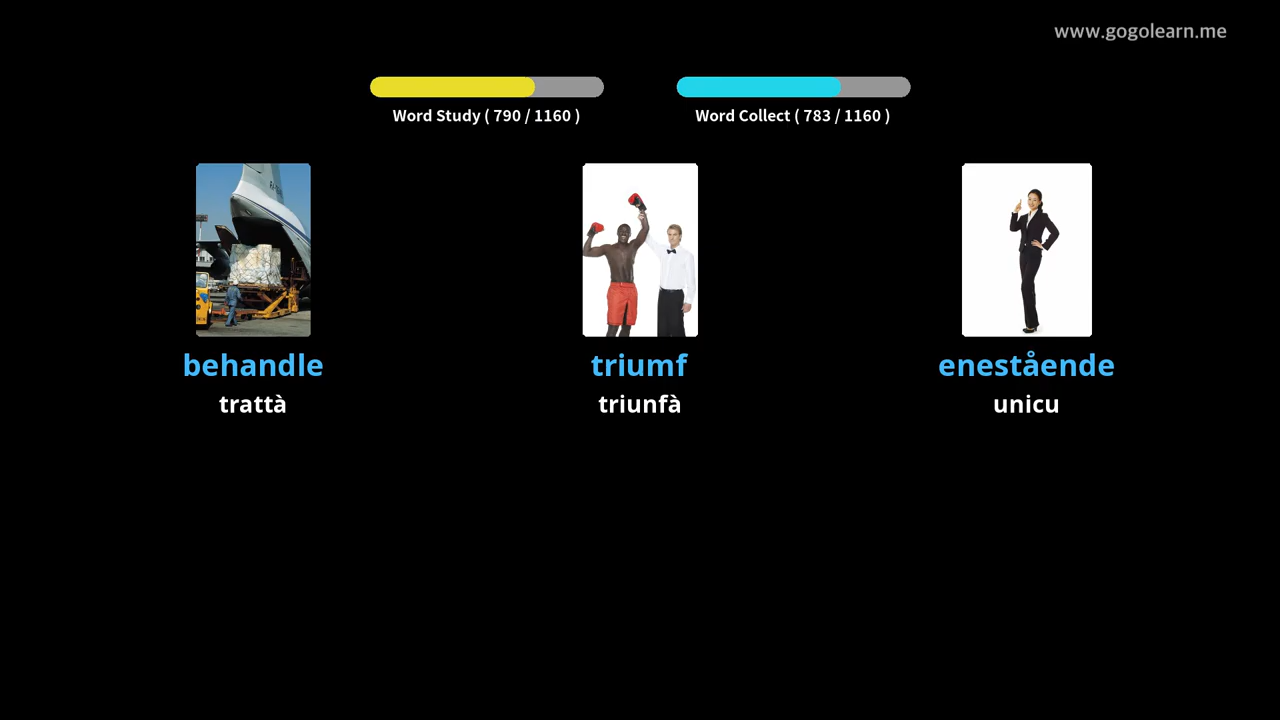 www.gogolearn.me
Word Study ( 790 / 1160 )
Word Collect ( 783 / 1160 )
behandle
trattà
triumf
triunfà
enestående
unicu